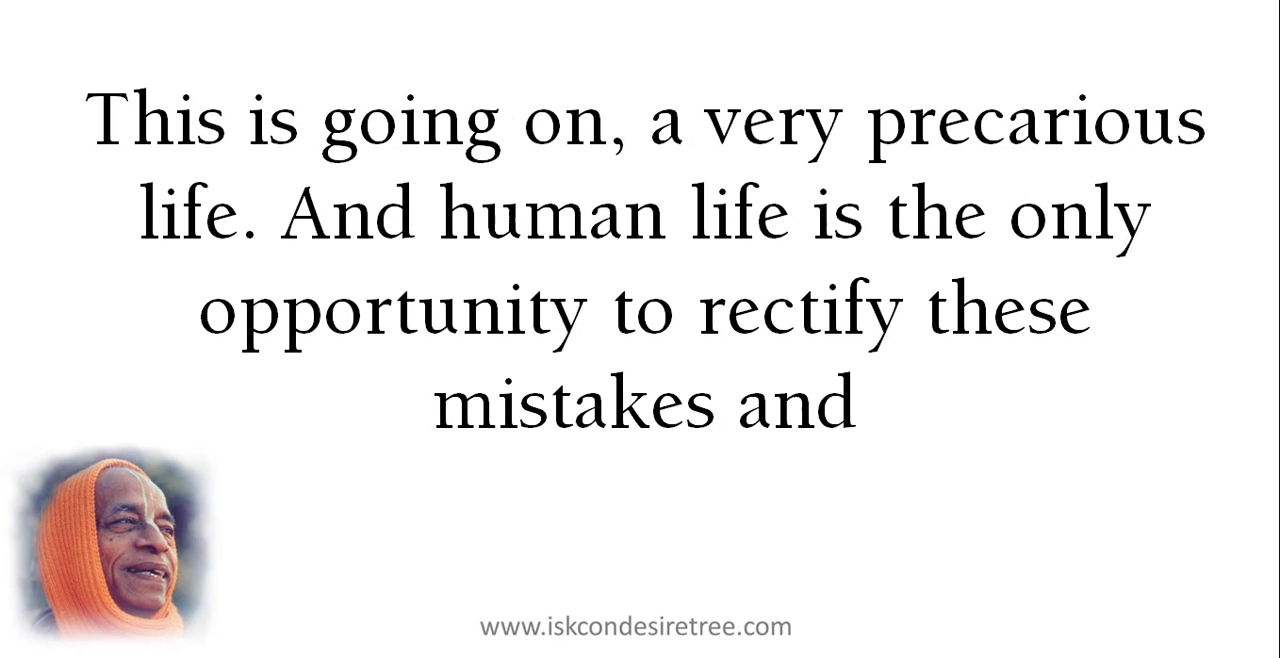 This is going on, a very precarious
life. And human life is the only
opportunity to rectify these
mistakes and
www.iskcondesiretree.com